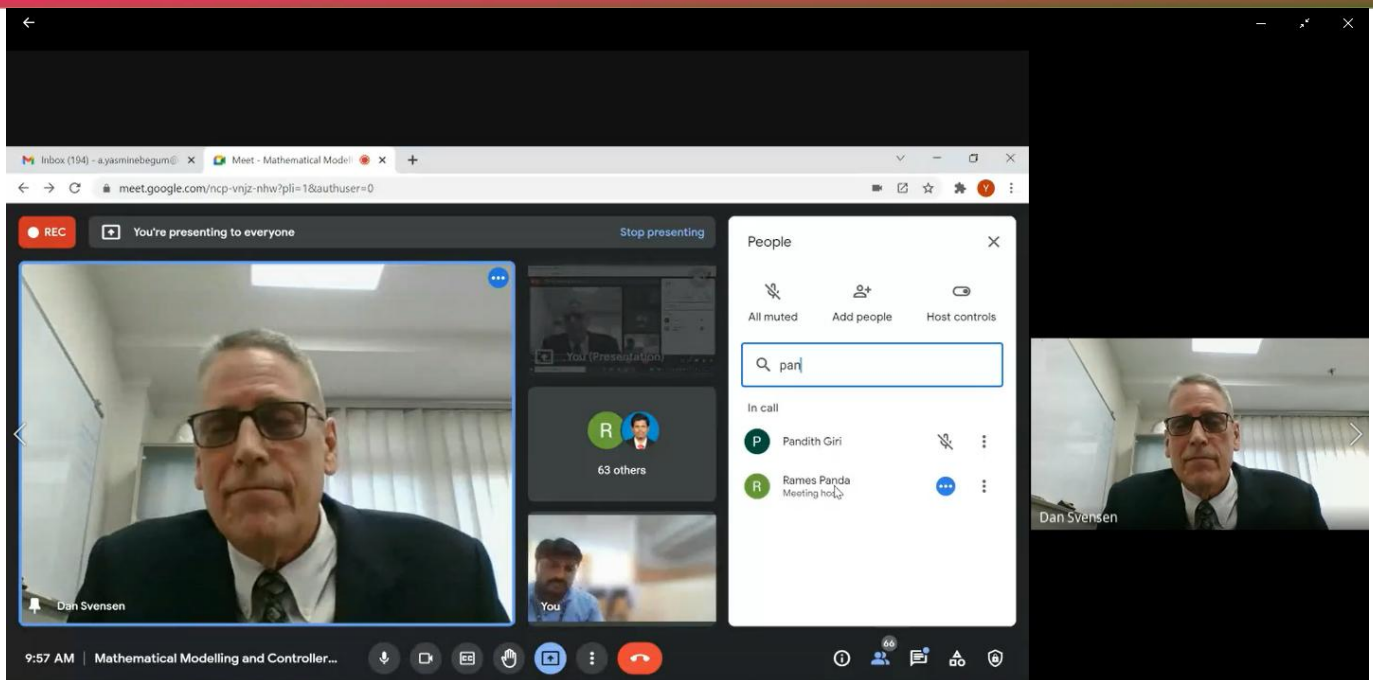 Inbox (194) - a.yasminebegum@
Meet - Mathematical Model
meet.google.com/ncp-vnjz-nhw?pli=1&authuser=0
Y
REC
You're presenting to everyone
Stop presenting
People
All muted
Add people
Host controls
pan
In call
P
Pandith Giri
R
Rames Panda
Meeting host
You (Presentation)
R
63 others
Dan Svensen
You
Dan Svensen
9:57 AM | Mathematical Modelling and Controller...
CC
66